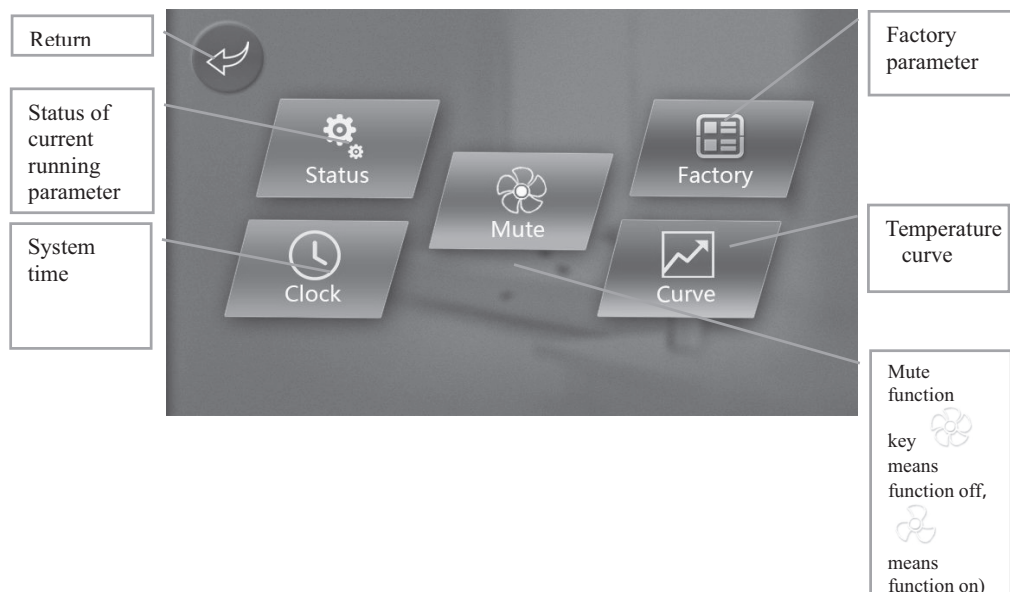 Return
Status of
current
running
parameter
System
time
Status
Clock
Mute
Factory
Curve
Factory
parameter
Temperature
curve
Mute
function
key
means
function off,
means
function on)